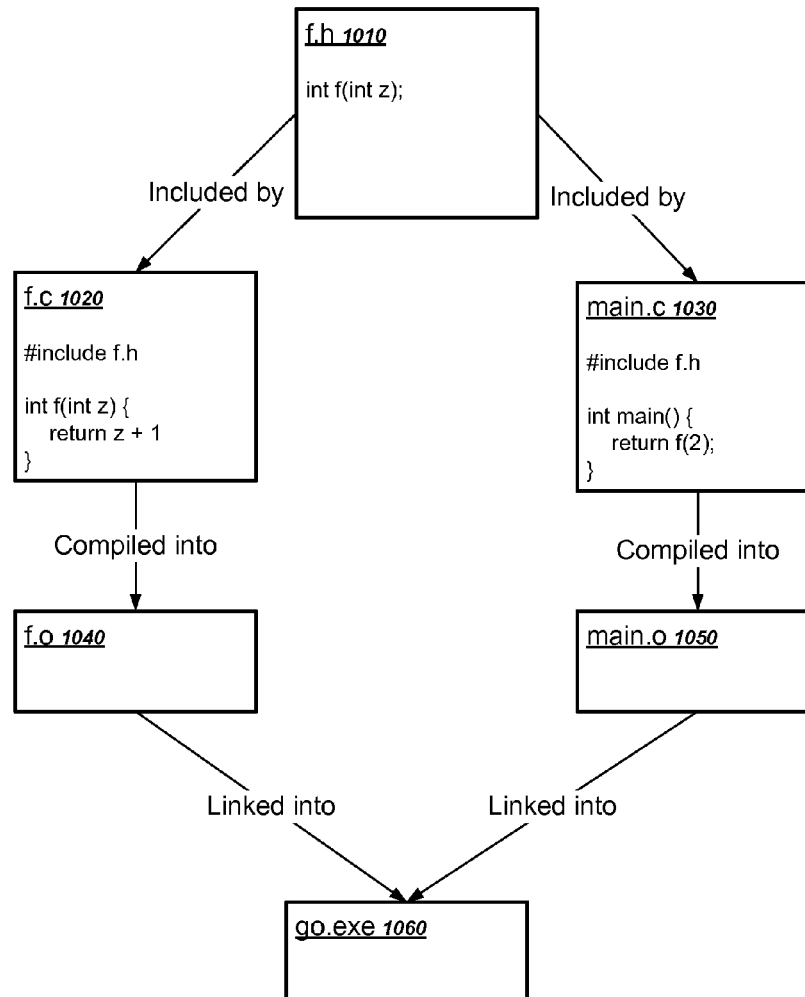 f.h 1010
int f(int z);
Included by
Included by
f.c 1020
#include f.h
int f(int z) {
return z + 1
}
main.c 1030
#include f.h
int main() {
return f(2);
}
Compiled into
Compiled into
f.o 1040
main.o 1050
Linked into
Linked into
go.exe 1060